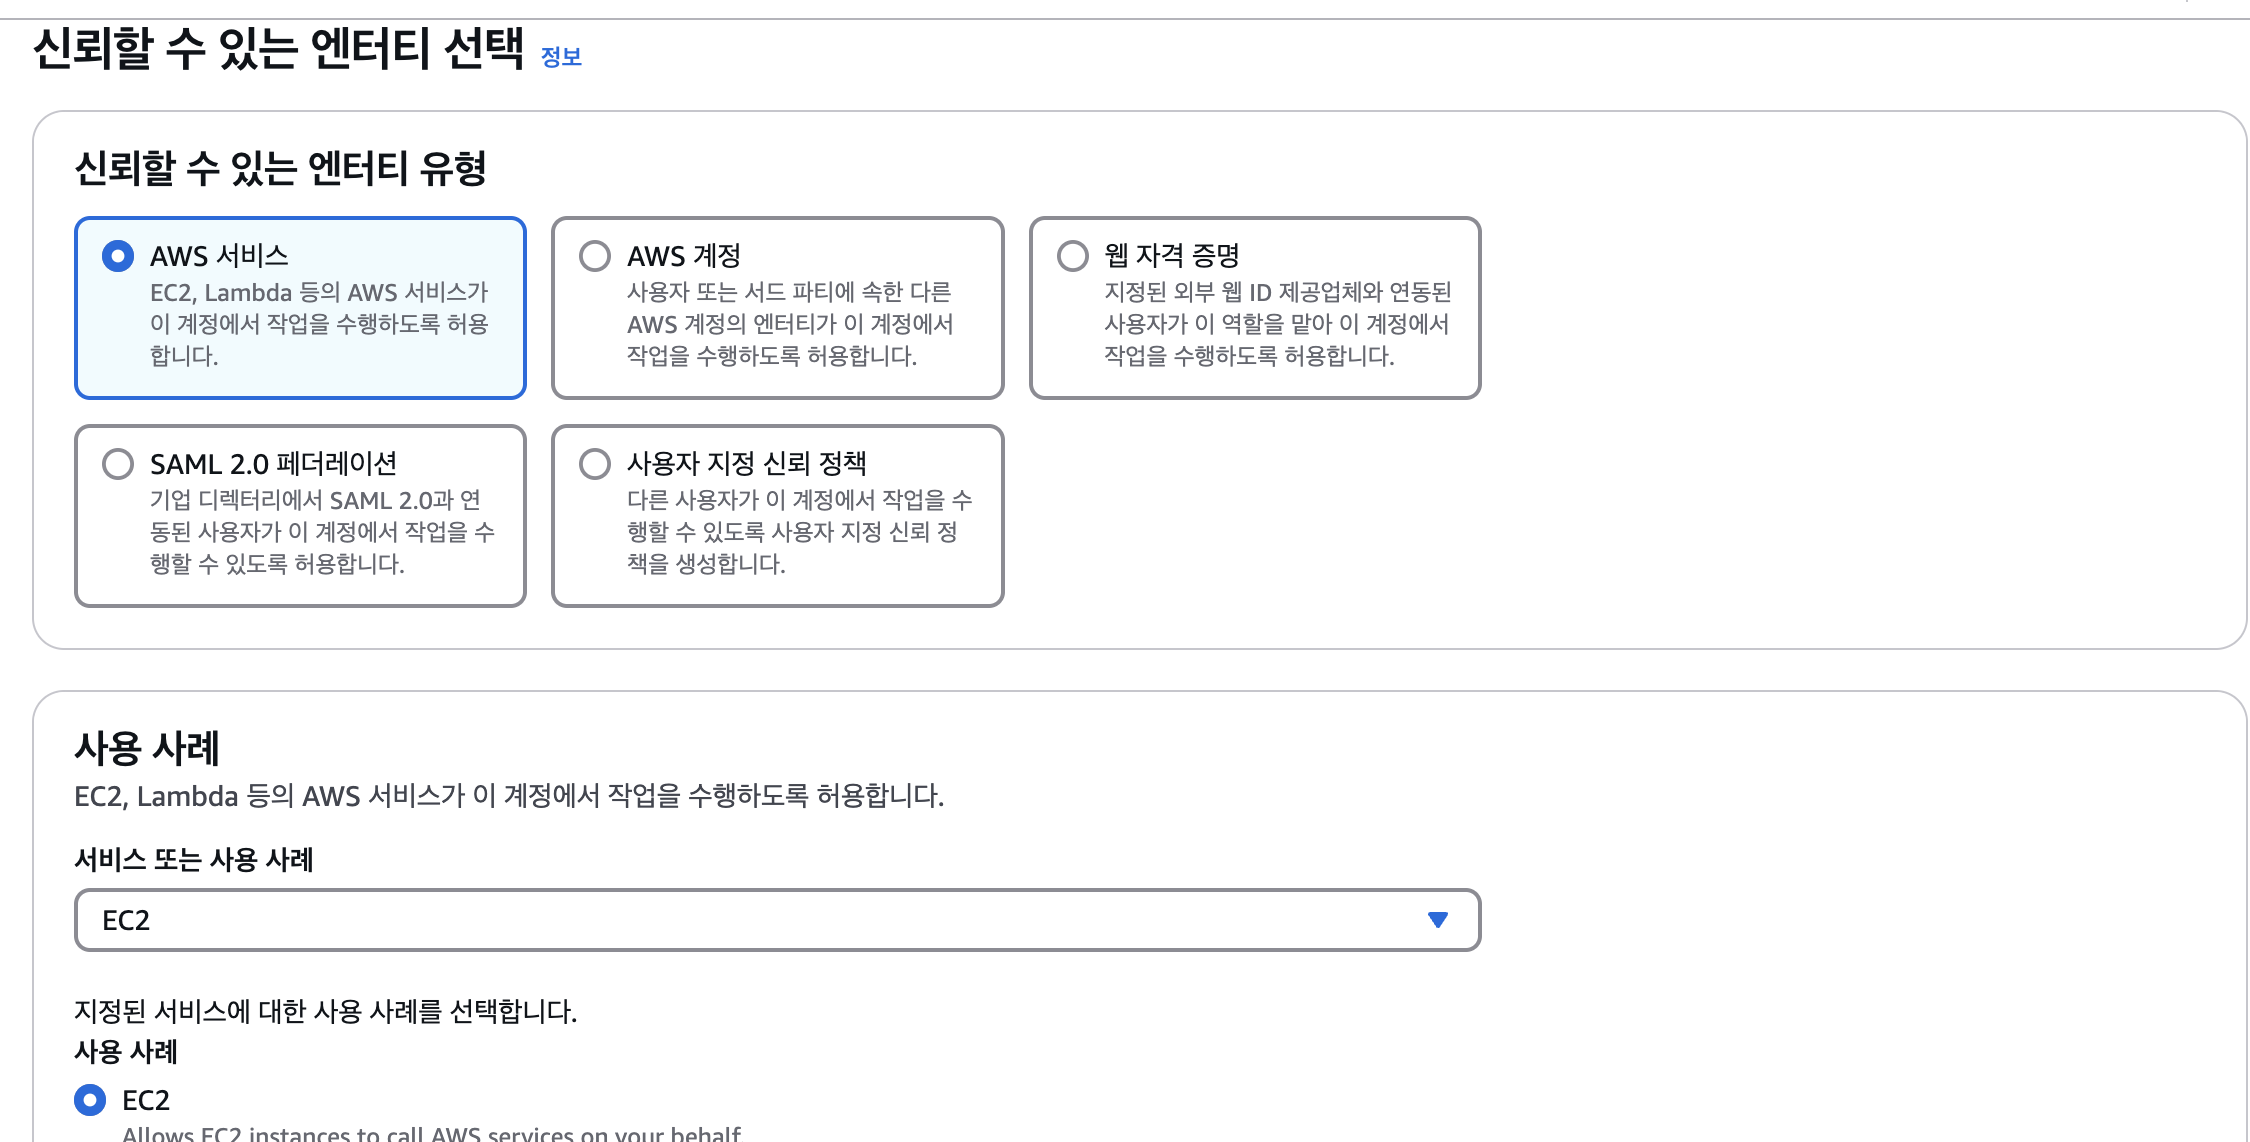 신뢰할 수 있는 엔터티 선택 정보
신뢰할 수 있는 엔터티 유형
AWS 서비스
EC2, Lambda 등의 AWS 서비스가
이 계정에서 작업을 수행하도록 허용
합니다.
AWS 계정
사용자 또는 서드 파티에 속한 다른
AWS 계정의 엔터티가 이 계정에서
작업을 수행하도록 허용합니다.
웹 자격 증명
지정된 외부 웹 ID 제공업체와 연동된
사용자가 이 역할을 맡아 이 계정에서
작업을 수행하도록 허용합니다.
SAML 2.0 페더레이션
기업 디렉터리에서 SAML 2.0과 연
동된 사용자가 이 계정에서 작업을 수
행할 수 있도록 허용합니다.
사용자 지정 신뢰 정책
다른 사용자가 이 계정에서 작업을 수
행할 수 있도록 사용자 지정 신뢰 정
책을 생성합니다.
사용 사례
EC2, Lambda 등의 AWS 서비스가 이 계정에서 작업을 수행하도록 허용합니다.
서비스 또는 사용 사례
EC2
지정된 서비스에 대한 사용 사례를 선택합니다.
사용 사례
EC2
Allows EC2 instances to call AWS services on your behalf